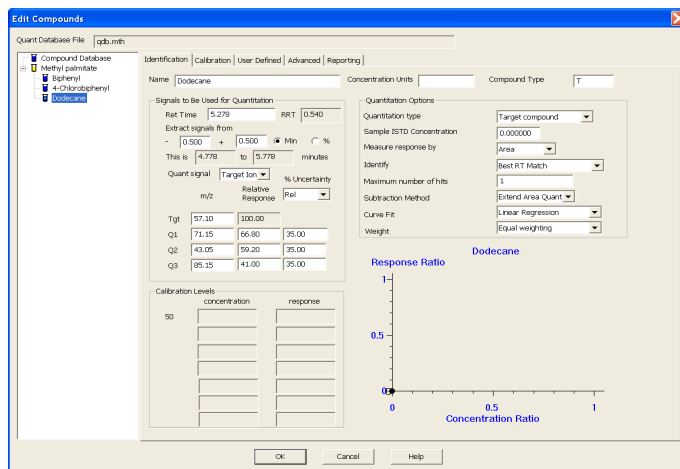 Edit Compounds
Quant Database File qdb.mth
Compound Database
Methyl palmitate
Biphenyl
4-Chlorobiphenyl
Dodecane
Identification Calibration User Defined Advanced Reporting
Name Dodecane Concentration Units Compound Type T
Signals to Be Used for Quantitation
Ret Time 5.278 RRT 0.540
Extract signals from
- 0.500 + 0.500 Min %
This is 4.778 to 5.778 minutes
Quant signal Target Ion % Uncertainty
m/z Relative Response Rel
Tgt 57.10 100.00
Q1 71.15 66.80 35.00
Q2 43.05 59.20 35.00
Q3 85.15 41.00 35.00
Calibration Levels
concentration response
50
Quantitation Options
Quantitation type Target compound
Sample ISTD Concentration 0.000000
Measure response by Area
Identify Best RT Match
Maximum number of hits 1
Subtraction Method Extend Area Quant
Curve Fit Linear Regression
Weight Equal weighting
Dodecane
Response Ratio
1
0.5
0
0 0.5 1
Concentration Ratio
OK Cancel Help